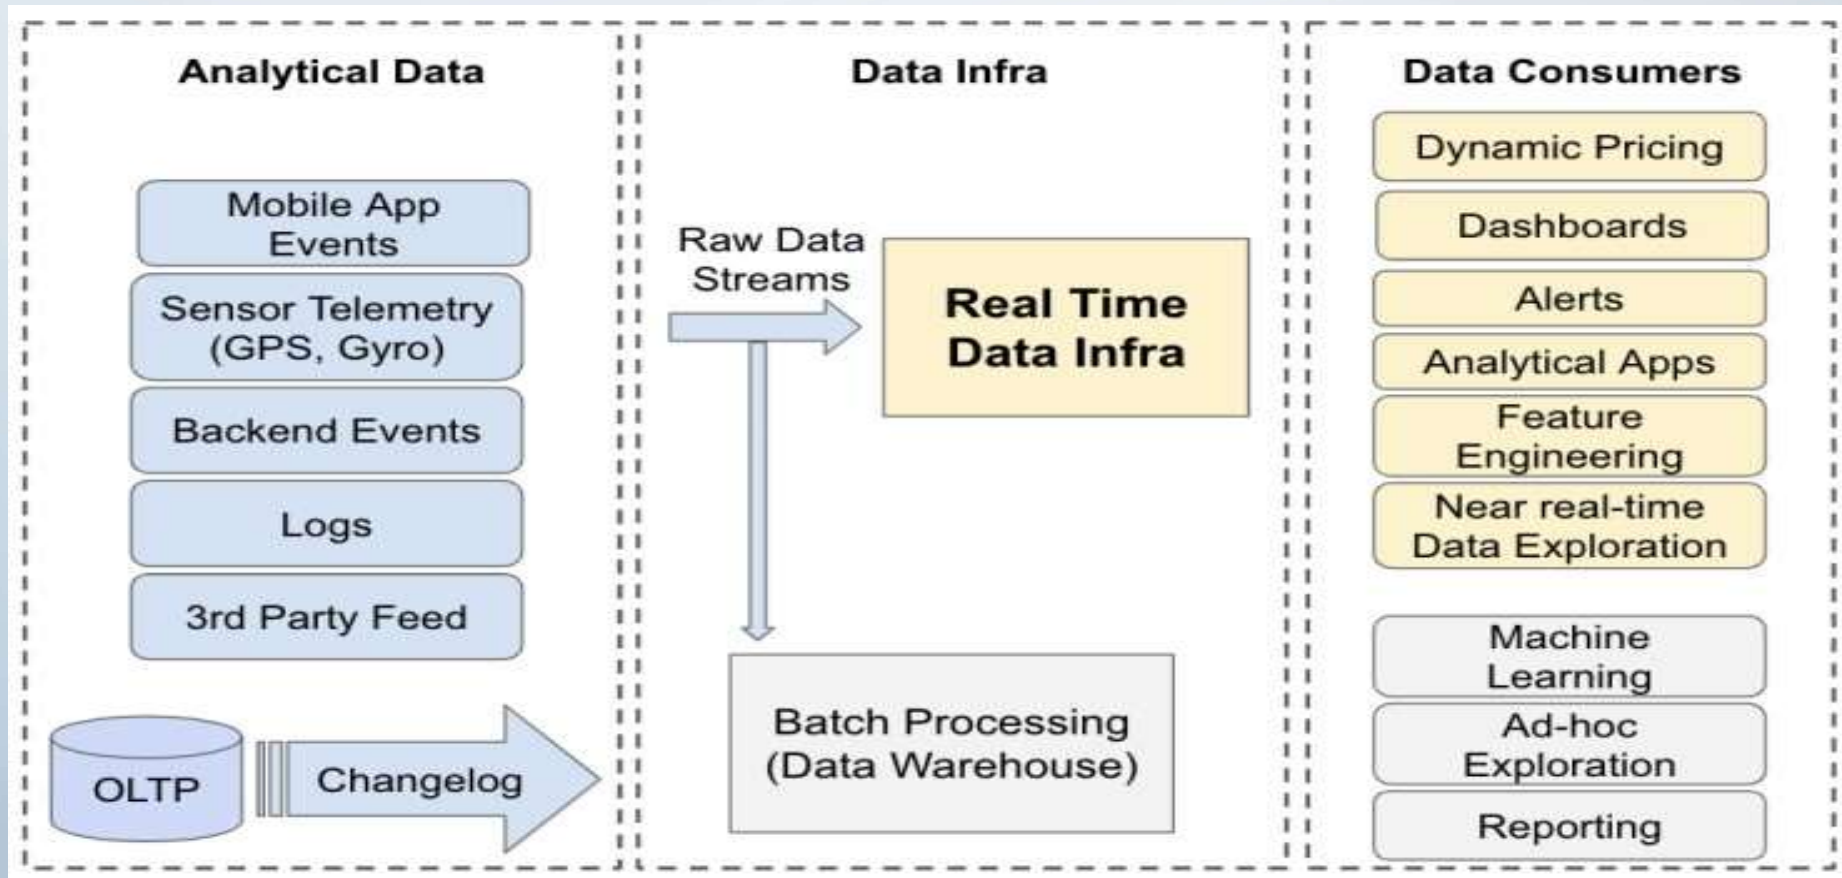 Analytical Data
Mobile App
Events
Sensor Telemetry
(GPS, Gyro)
Backend Events
Logs
3rd Party Feed
OLTP
Changelog
Data Infra
Raw Data
Streams
Real Time
Data Infra
Batch Processing
(Data Warehouse)
Data Consumers
Dynamic Pricing
Dashboards
Alerts
Analytical Apps
Feature
Engineering
Near real-time
Data Exploration
Machine
Learning
Ad-hoc
Exploration
Reporting